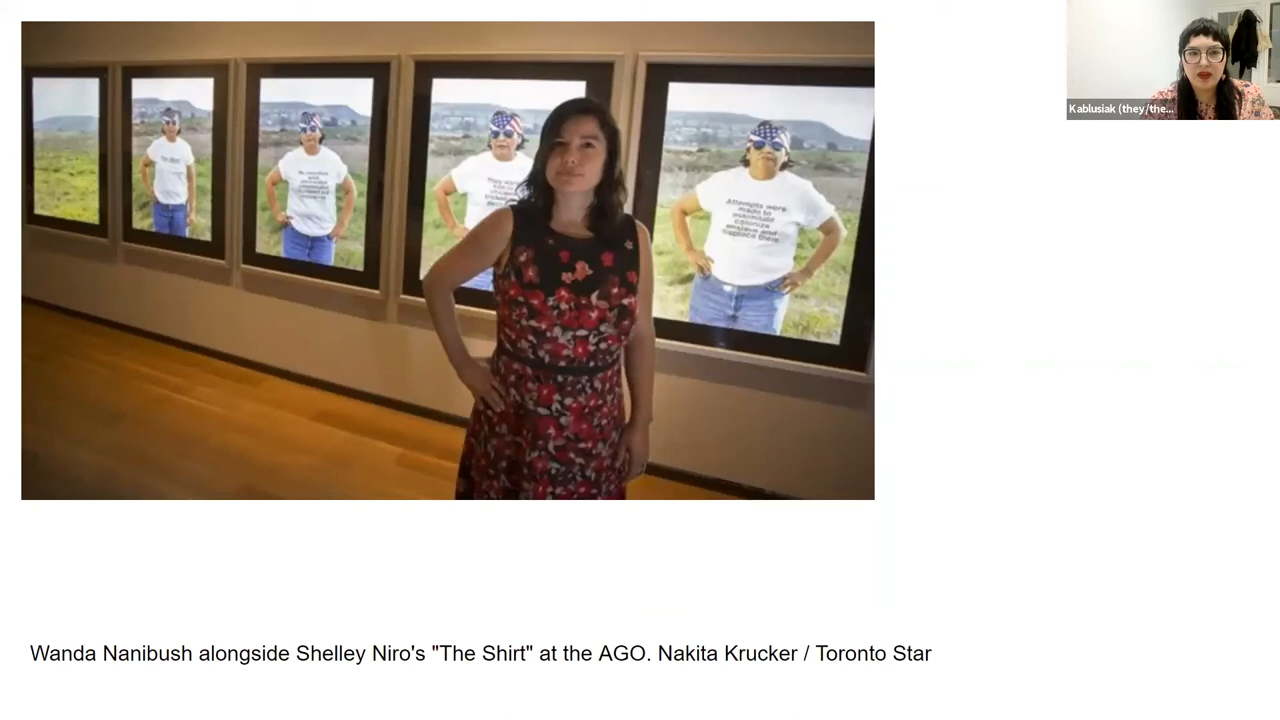 Kablusiak (they/the...
Attempts were
made to
assimilate
colonize
enslave and
displace them
Wanda Nanibush alongside Shelley Niro's "The Shirt" at the AGO. Nakita Krucker / Toronto Star